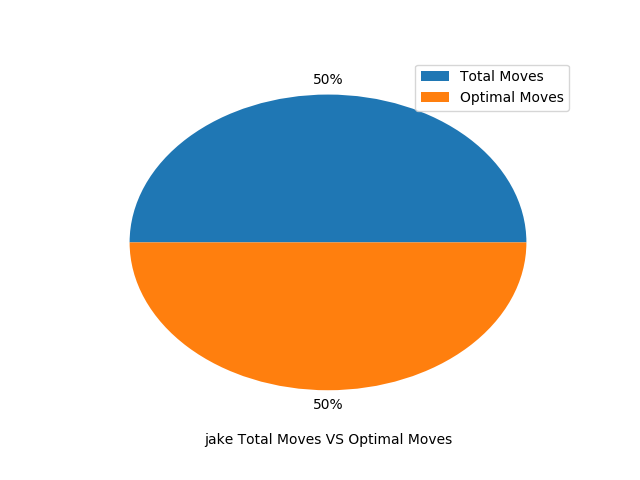 50%
Total Moves
Optimal Moves
50%
jake Total Moves VS Optimal Moves